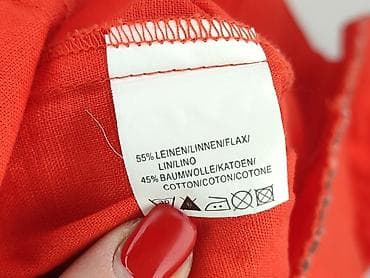 55% LEINEN/LINNEN/FLAX/
LIN/LINO
45% BAUMWOLLE/KATOEN/
COTTON/COTON/COTONE